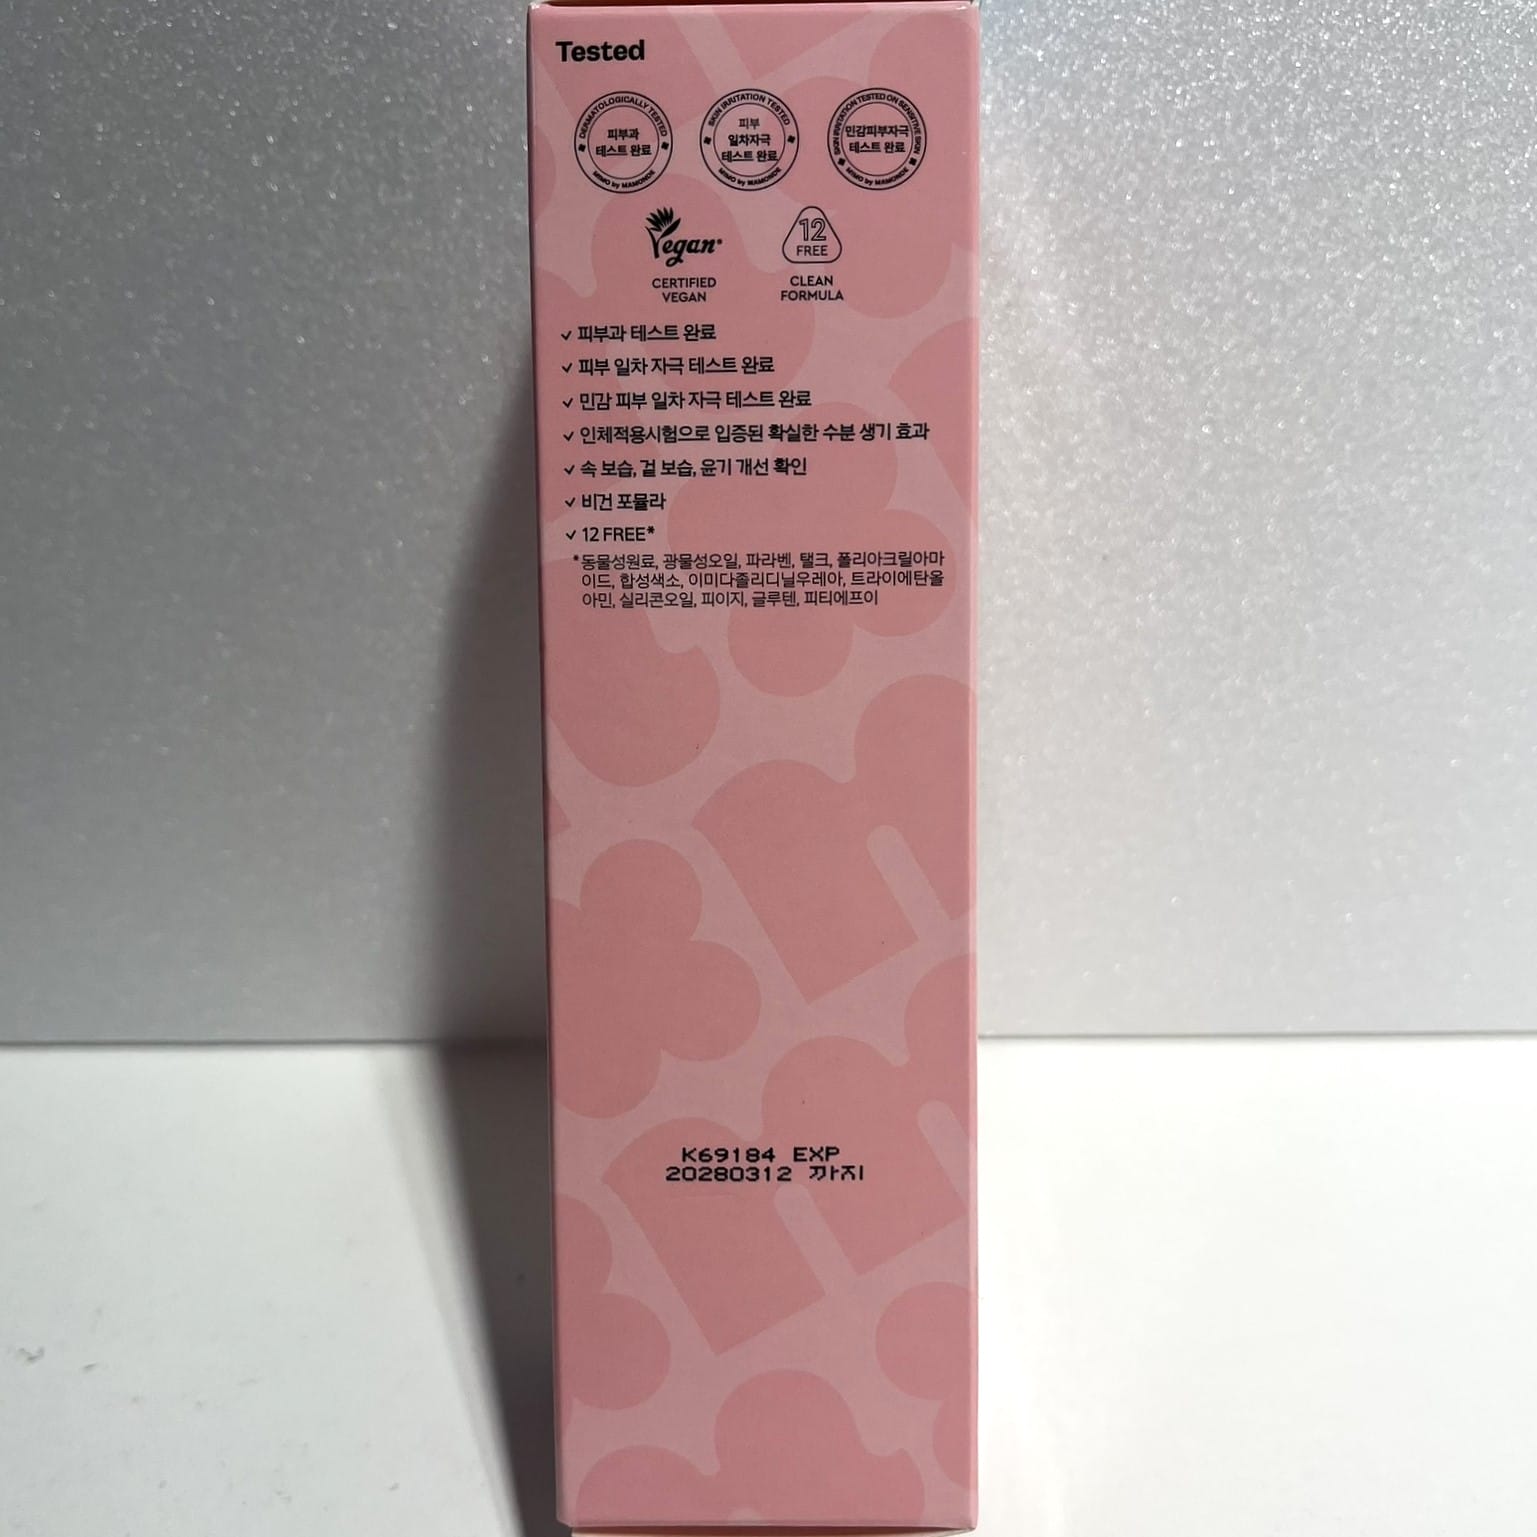 Tested
DERMATOLOGICALLY TESTED
피부과
테스트 완료
MIMO by MAMONDE
SKIN IRRITATION TESTED
피부
일차자극
테스트 완료
MIMO by MAMONDE
SKIN IRRITATION TESTED ON SENSITIVE SKIN
민감피부자극
테스트 완료
MIMO by MAMONDE
Vegan
CERTIFIED
VEGAN
12
FREE
CLEAN
FORMULA
✓ 피부과 테스트 완료
✓ 피부 일차 자극 테스트 완료
✓ 민감 피부 일차 자극 테스트 완료
✓ 인체적용시험으로 입증된 확실한 수분 생기 효과
✓ 속 보습, 겉 보습, 윤기 개선 확인
✓ 비건 포뮬라
✓ 12 FREE*
*동물성원료, 광물성오일, 파라벤, 탤크, 폴리아크릴아마
이드, 합성색소, 이미다졸리디닐우레아, 트라이에탄올
아민, 실리콘오일, 피이지, 글루텐, 피티에프이
K69184 EXP
20280312 까지